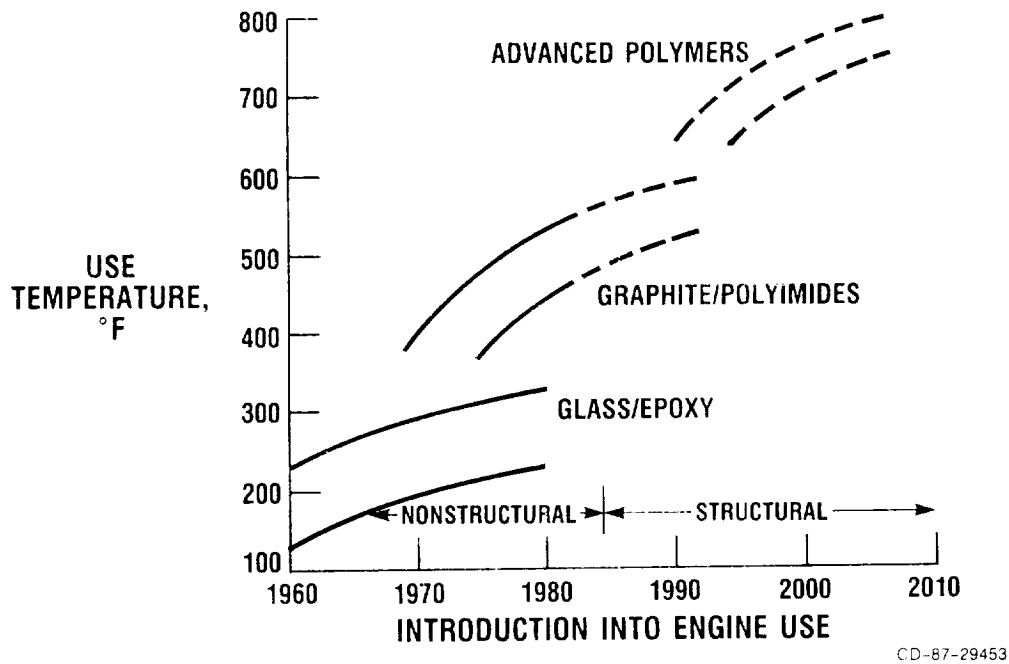 800
ADVANCED POLYMERS
700
600
500
USE
TEMPERATURE,
°F
GRAPHITE/POLYIMIDES
400
300
GLASS/EPOXY
200
NONSTRUCTURAL
STRUCTURAL
100
1960 1970 1980 1990 2000 2010
INTRODUCTION INTO ENGINE USE
CD-87-29453